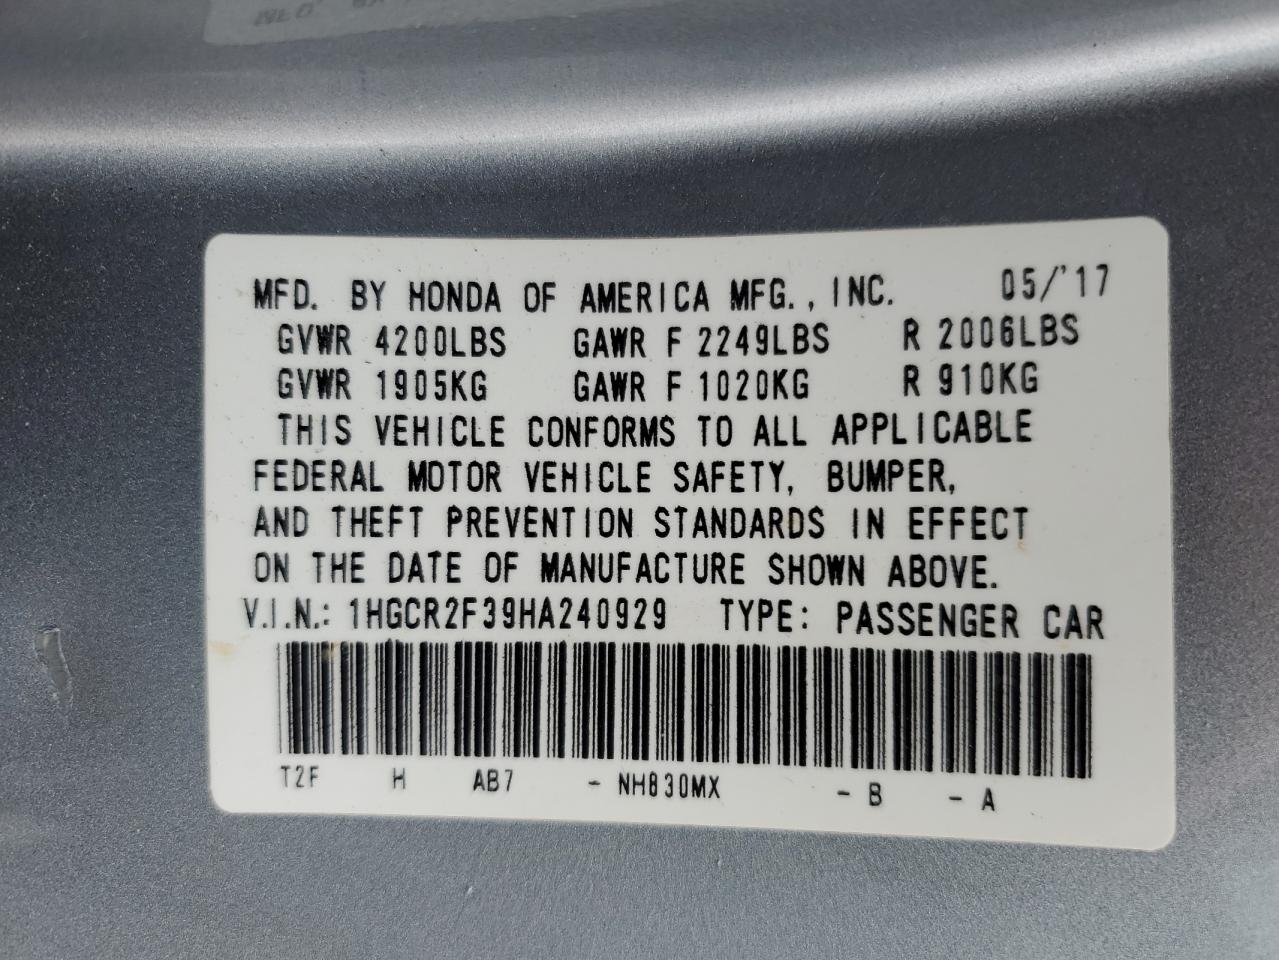 MFD. BY HONDA OF AMERICA MFG., INC. 05/'17
GVWR 4200LBS GAWR F 2249LBS R 2006LBS
GVWR 1905KG GAWR F 1020KG R 910KG
THIS VEHICLE CONFORMS TO ALL APPLICABLE
FEDERAL MOTOR VEHICLE SAFETY, BUMPER,
AND THEFT PREVENTION STANDARDS IN EFFECT
ON THE DATE OF MANUFACTURE SHOWN ABOVE.
V.I.N.: 1HGCR2F39HA240929 TYPE: PASSENGER CAR
T2F H AB7 - NH830MX - B - A